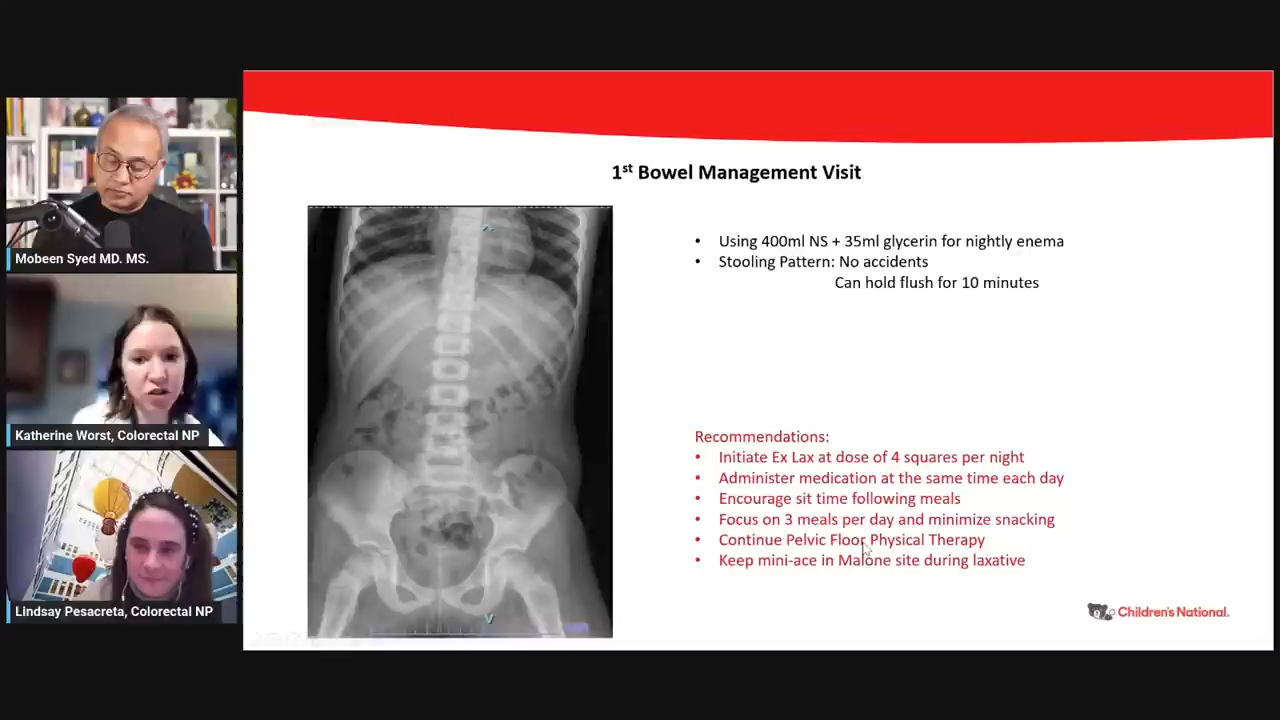 1st Bowel Management Visit
• Using 400ml NS + 35ml glycerin for nightly enema
• Stooling Pattern: No accidents
Can hold flush for 10 minutes
Recommendations:
• Initiate Ex Lax at dose of 4 squares per night
• Administer medication at the same time each day
• Encourage sit time following meals
• Focus on 3 meals per day and minimize snacking
• Continue Pelvic Floor Physical Therapy
• Keep mini-ace in Malone site during laxative
Children's National.
Mobeen Syed MD. MS.
Katherine Worst, Colorectal NP
Lindsay Pesacreta, Colorectal NP